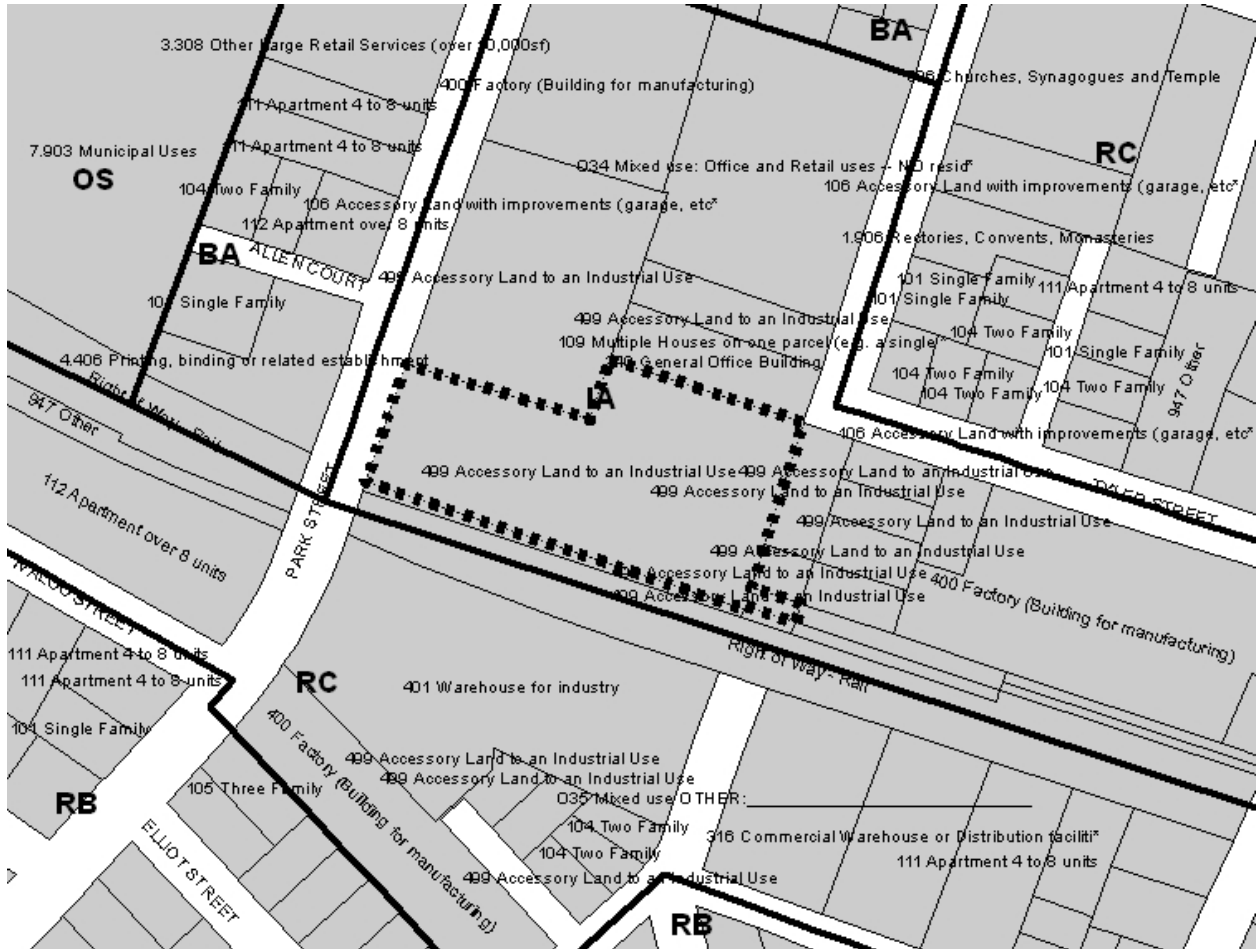 BA
3.308 Other Large Retail Services (over 10,000sf)
906 Churches, Synagogues and Temple
400 Factory (Building for manufacturing)
111 Apartment 4 to 8 units
7.903 Municipal Uses
111 Apartment 4 to 8 units
RC
034 Mixed use: Office and Retail uses -- NO resid*
OS
104 Two Family
106 Accessory Land with improvements (garage, etc*
106 Accessory Land with improvements (garage, etc*
112 Apartment over 8 units
1.906 Rectories, Convents, Monasteries
BA
ALLEN COURT
499 Accessory Land to an Industrial Use
101 Single Family
111 Apartment 4 to 8 units
101 Single Family
101 Single Family
499 Accessory Land to an Industrial Use
104 Two Family
109 Multiple Houses on one parcel (e.g. a single*
101 Single Family
4.406 Printing, binding or related establishment
340 General Office Building
104 Two Family
104 Two Family
104 Two Family
947 Other
Right of Way - Rail
947 Other
IA
106 Accessory Land with improvements (garage, etc*
499 Accessory Land to an Industrial Use
499 Accessory Land to an Industrial Use
499 Accessory Land to an Industrial Use
112 Apartment over 8 units
PARK STREET
TYLER STREET
499 Accessory Land to an Industrial Use
499 Accessory Land to an Industrial Use
499 Accessory Land to an Industrial Use
499 Accessory Land to an Industrial Use
400 Factory (Building for manufacturing)
WALDO STREET
111 Apartment 4 to 8 units
111 Apartment 4 to 8 units
Right of Way - Rail
RC
401 Warehouse for industry
101 Single Family
400 Factory (Building for manufacturing)
499 Accessory Land to an Industrial Use
499 Accessory Land to an Industrial Use
105 Three Family
RB
035 Mixed use OTHER:
104 Two Family
316 Commercial Warehouse or Distribution faciliti*
104 Two Family
111 Apartment 4 to 8 units
ELLIOT STREET
499 Accessory Land to an Industrial Use
RB